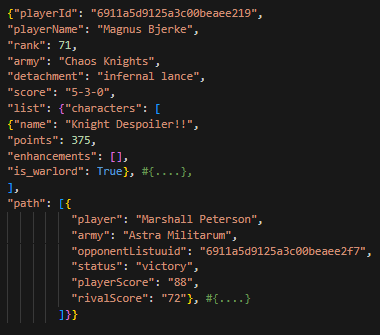 {"playerId": "6911a5d9125a3c00beaee219",
"playerName": "Magnus Bjerke",
"rank": 71,
"army": "Chaos Knights",
"detachment": "infernal lance",
"score": "5-3-0",
"list": {"characters": [
{"name": "Knight Despoiler!!",
"points": 375,
"enhancements": [],
"is_warlord": True}, #{....},
],
"path": [{
"player": "Marshall Peterson",
"army": "Astra Militarum",
"opponentListuuid": "6911a5d9125a3c00beaee2f7",
"status": "victory",
"playerScore": "88",
"rivalScore": "72"}, #{....}
]}}